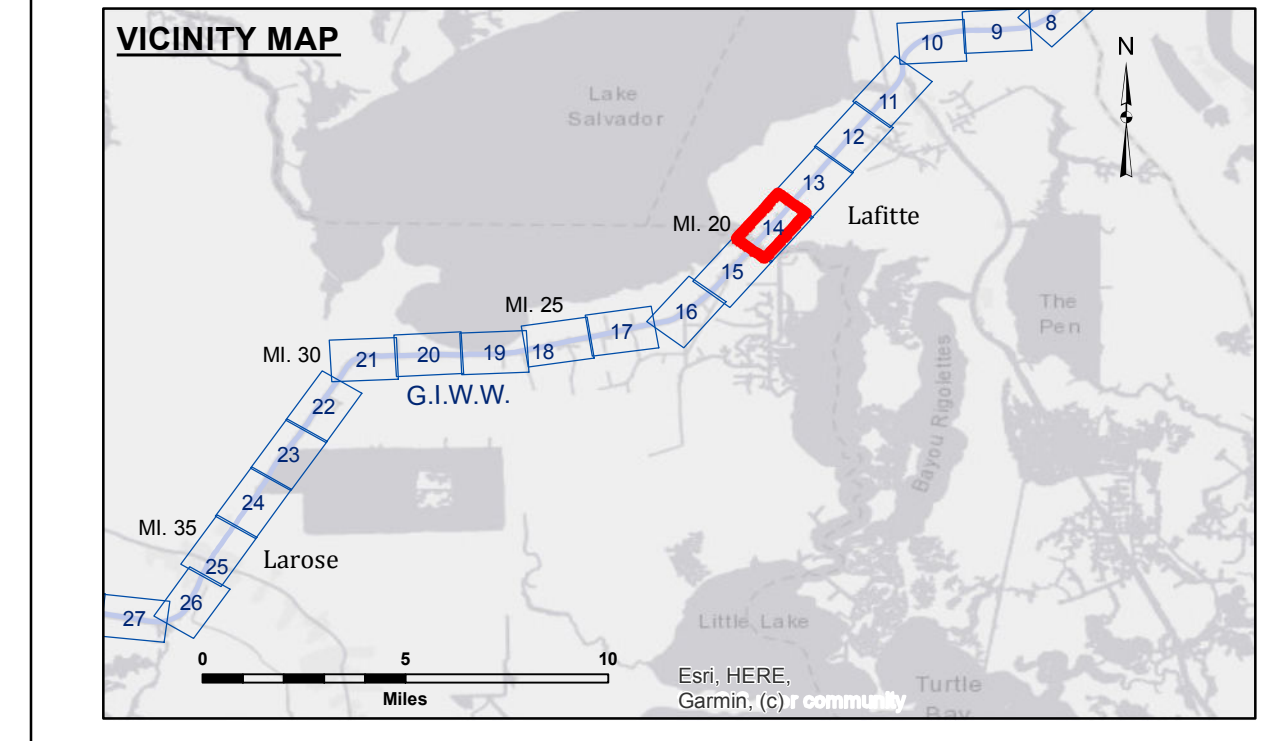 VICINITY MAP
8
9
10
N
Lake
Salvador
11
12
13
MI. 20
14
Lafitte
15
The
Pen
MI. 25
16
17
MI. 30
21
20
19
18
G.I.W.W.
Bayou Rigolettes
22
23
24
MI. 35
25
Larose
26
27
Little Lake
0
5
10
Miles
Esri, HERE,
Garmin, (c)
r community
Turtle
Bay